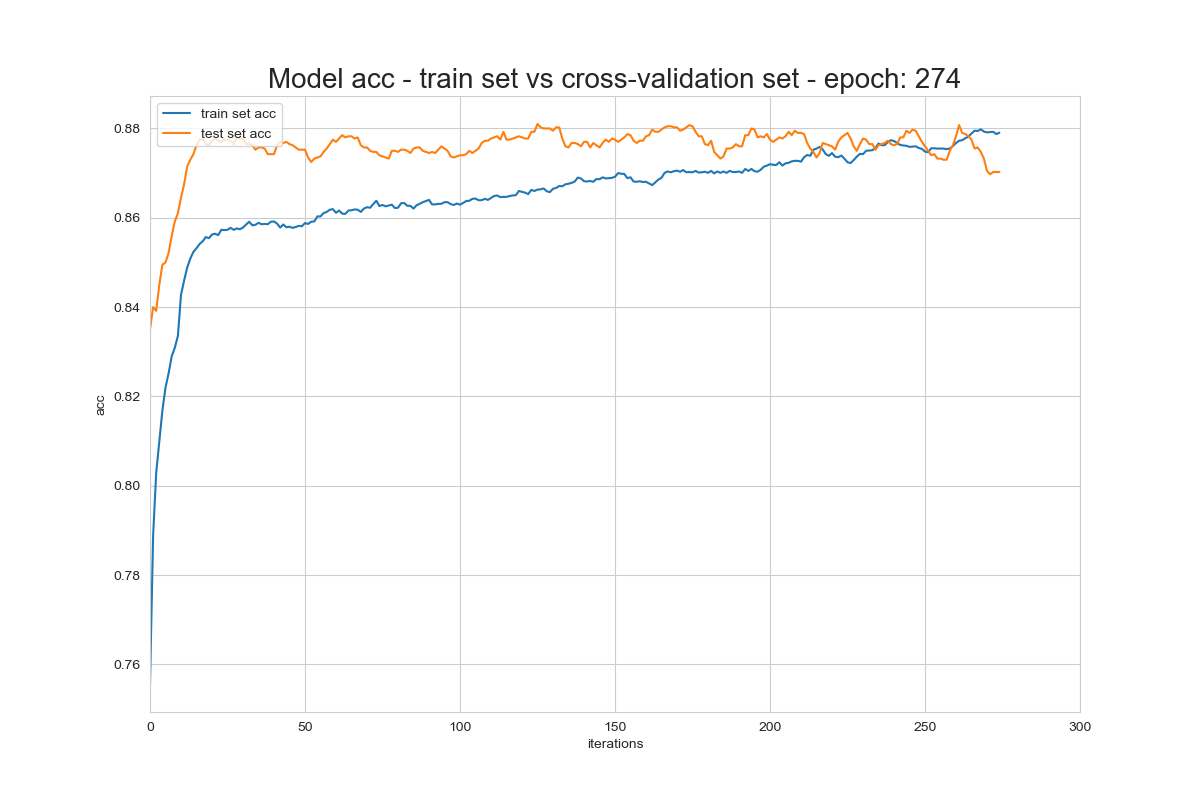 Model acc - train set vs cross-validation set - epoch: 274
train set acc
test set acc
0.88
0.86
0.84
0.82
0.80
0.78
0.76
acc
0 50 100 150 200 250 300
iterations